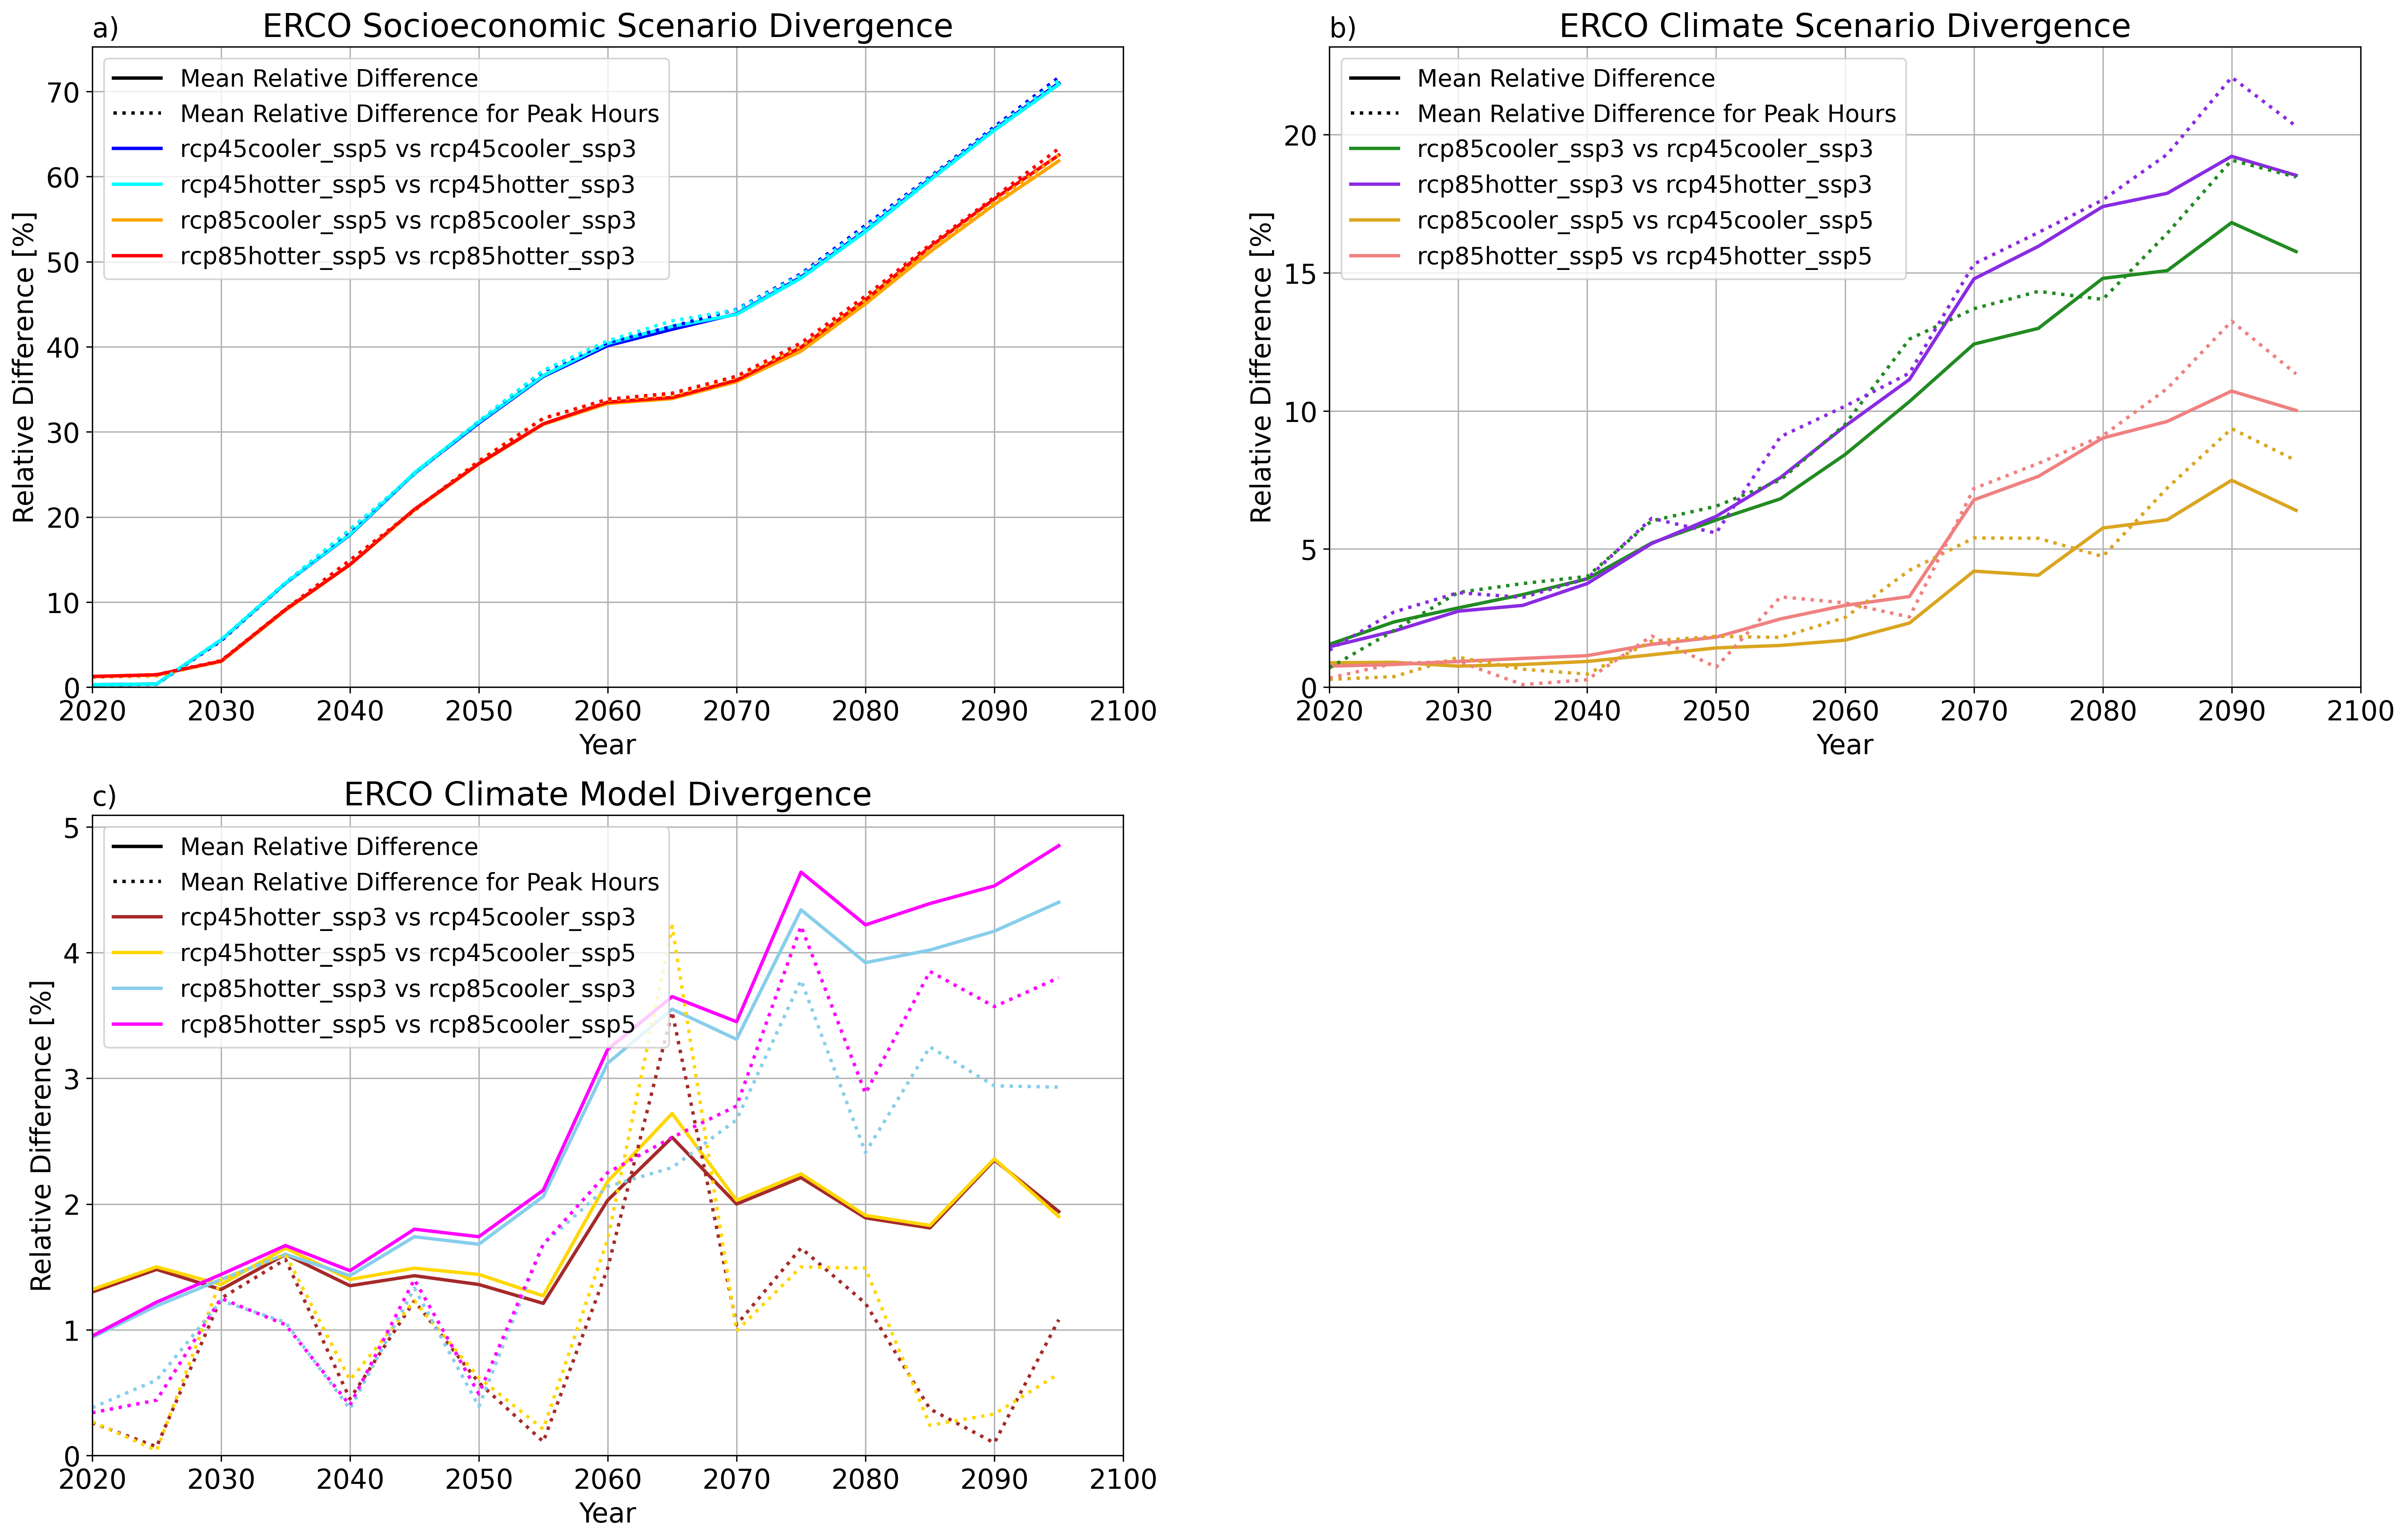 a)
ERCO Socioeconomic Scenario Divergence
Mean Relative Difference
Mean Relative Difference for Peak Hours
rcp45cooler_ssp5 vs rcp45cooler_ssp3
rcp45hotter_ssp5 vs rcp45hotter_ssp3
rcp85cooler_ssp5 vs rcp85cooler_ssp3
rcp85hotter_ssp5 vs rcp85hotter_ssp3
Relative Difference [%]
70
60
50
40
30
20
10
0
2020 2030 2040 2050 2060 2070 2080 2090 2100
Year
b)
ERCO Climate Scenario Divergence
Mean Relative Difference
Mean Relative Difference for Peak Hours
rcp85cooler_ssp3 vs rcp45cooler_ssp3
rcp85hotter_ssp3 vs rcp45hotter_ssp3
rcp85cooler_ssp5 vs rcp45cooler_ssp5
rcp85hotter_ssp5 vs rcp45hotter_ssp5
Relative Difference [%]
20
15
10
5
0
2020 2030 2040 2050 2060 2070 2080 2090 2100
Year
c)
ERCO Climate Model Divergence
Mean Relative Difference
Mean Relative Difference for Peak Hours
rcp45hotter_ssp3 vs rcp45cooler_ssp3
rcp45hotter_ssp5 vs rcp45cooler_ssp5
rcp85hotter_ssp3 vs rcp85cooler_ssp3
rcp85hotter_ssp5 vs rcp85cooler_ssp5
Relative Difference [%]
5
4
3
2
1
0
2020 2030 2040 2050 2060 2070 2080 2090 2100
Year